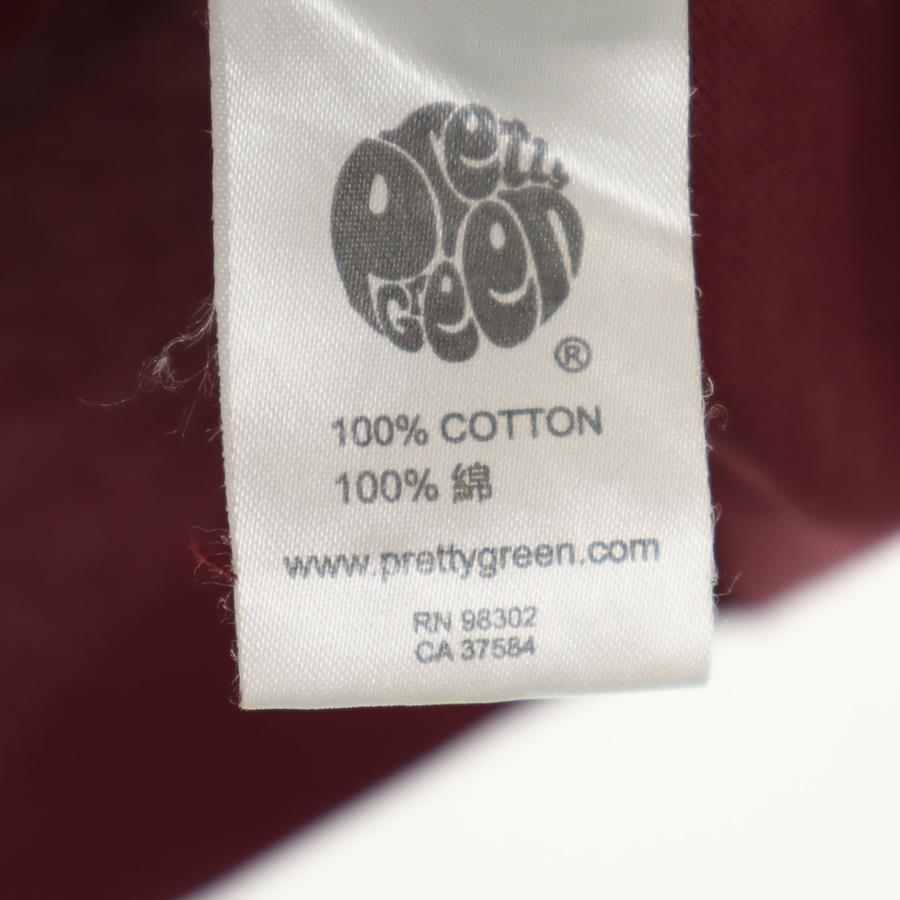 Pretty
Green
®
100% COTTON
100% 綿
www.prettygreen.com
RN 98302
CA 37584